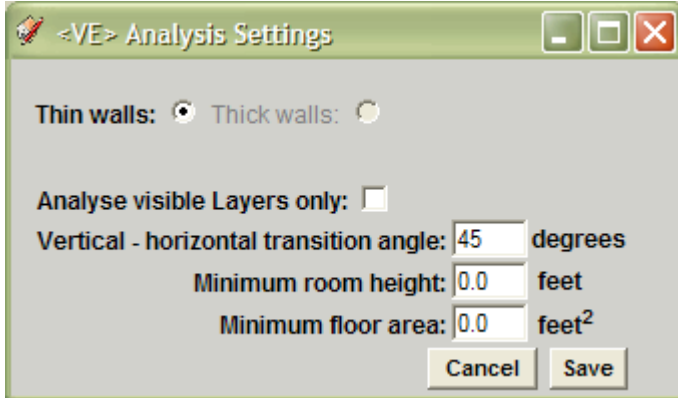 <VE> Analysis Settings
Thin walls: Thick walls:
Analyse visible Layers only:
Vertical - horizontal transition angle: 45 degrees
Minimum room height: 0.0 feet
Minimum floor area: 0.0 feet²
Cancel Save